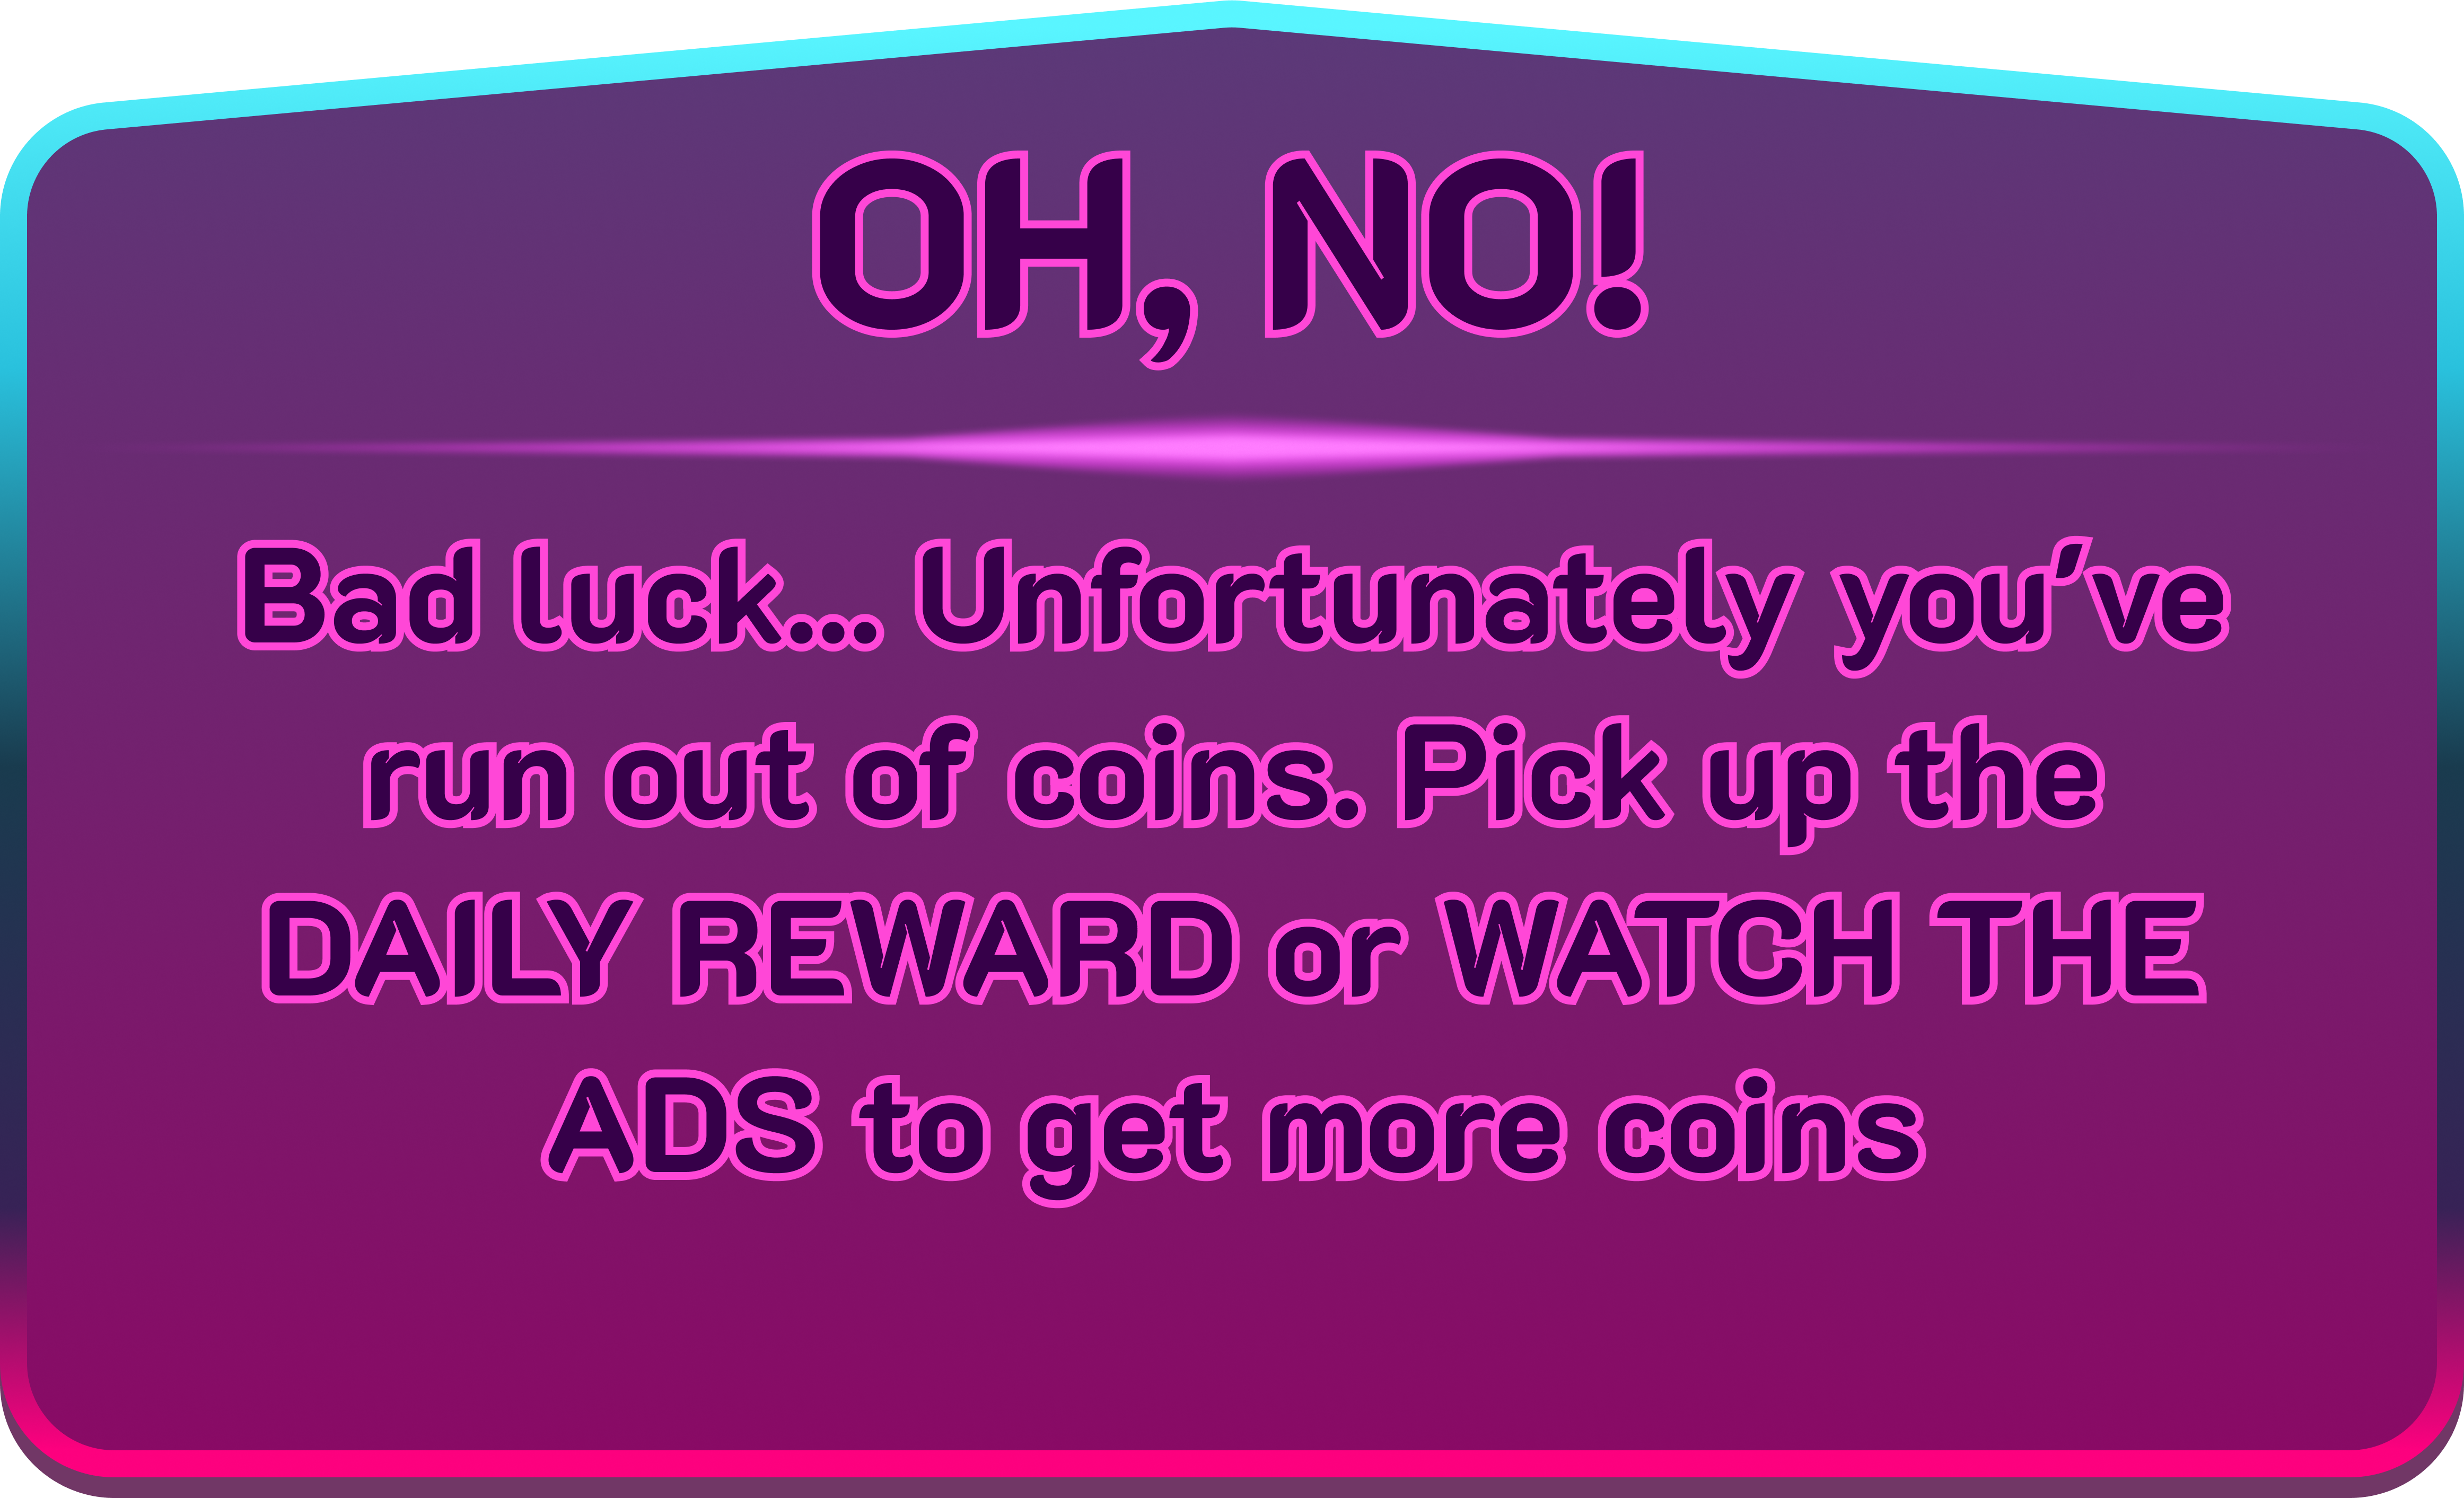 OH, NO!
Bad luck... Unfortunately you've
run out of coins. Pick up the
DAILY REWARD or WATCH THE
ADS to get more coins